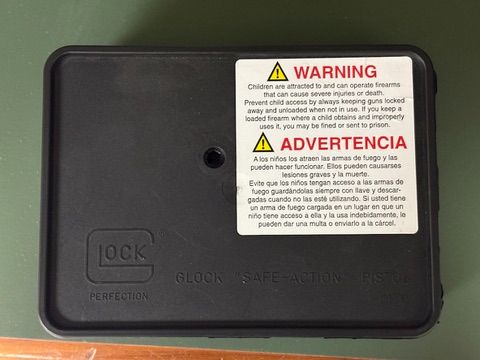 WARNING
Children are attracted to and can operate firearms
that can cause severe injuries or death.
Prevent child access by always keeping guns locked
away and unloaded when not in use. If you keep a
loaded firearm where a child obtains and improperly
uses it, you may be fined or sent to prison.
ADVERTENCIA
A los niños los atraen las armas de fuego y las
pueden hacer funcionar. Ellos pueden causarses
lesiones graves y la muerte.
Evite que los niños tengan acceso a las armas de
fuego guardándolas siempre con llave y descar-
gadas cuando no las esté utilizando. Si usted tiene
un arma de fuego cargada en un lugar en que un
niño tiene acceso a ella y la usa indebidamente, le
pueden dar una multa o enviarlo a la cárcel.
GLOCK ®
PERFECTION
GLOCK "SAFE-ACTION" PISTOL